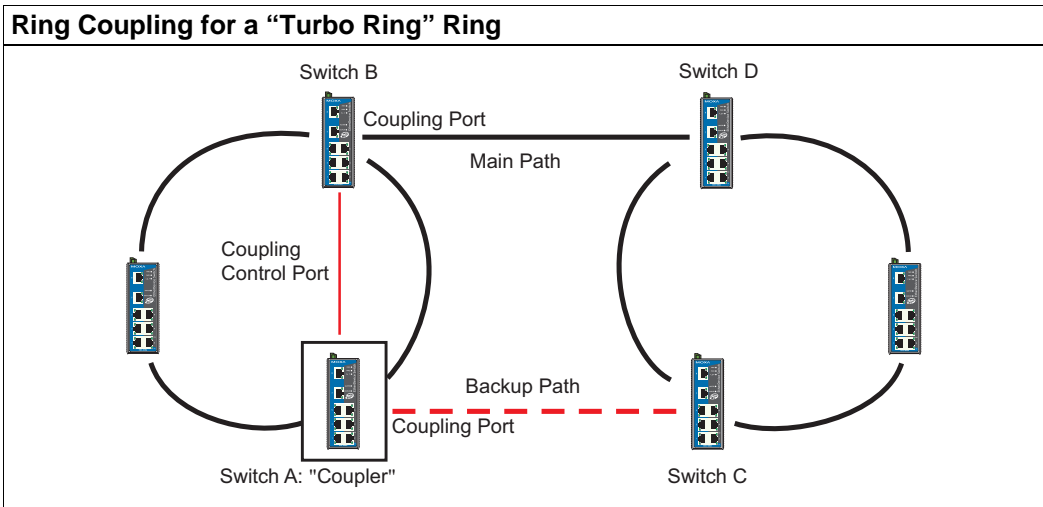 Ring Coupling for a “Turbo Ring” Ring
Switch B
Switch D
Coupling Port
Main Path
Coupling
Control Port
Backup Path
Coupling Port
Switch A: "Coupler"
Switch C